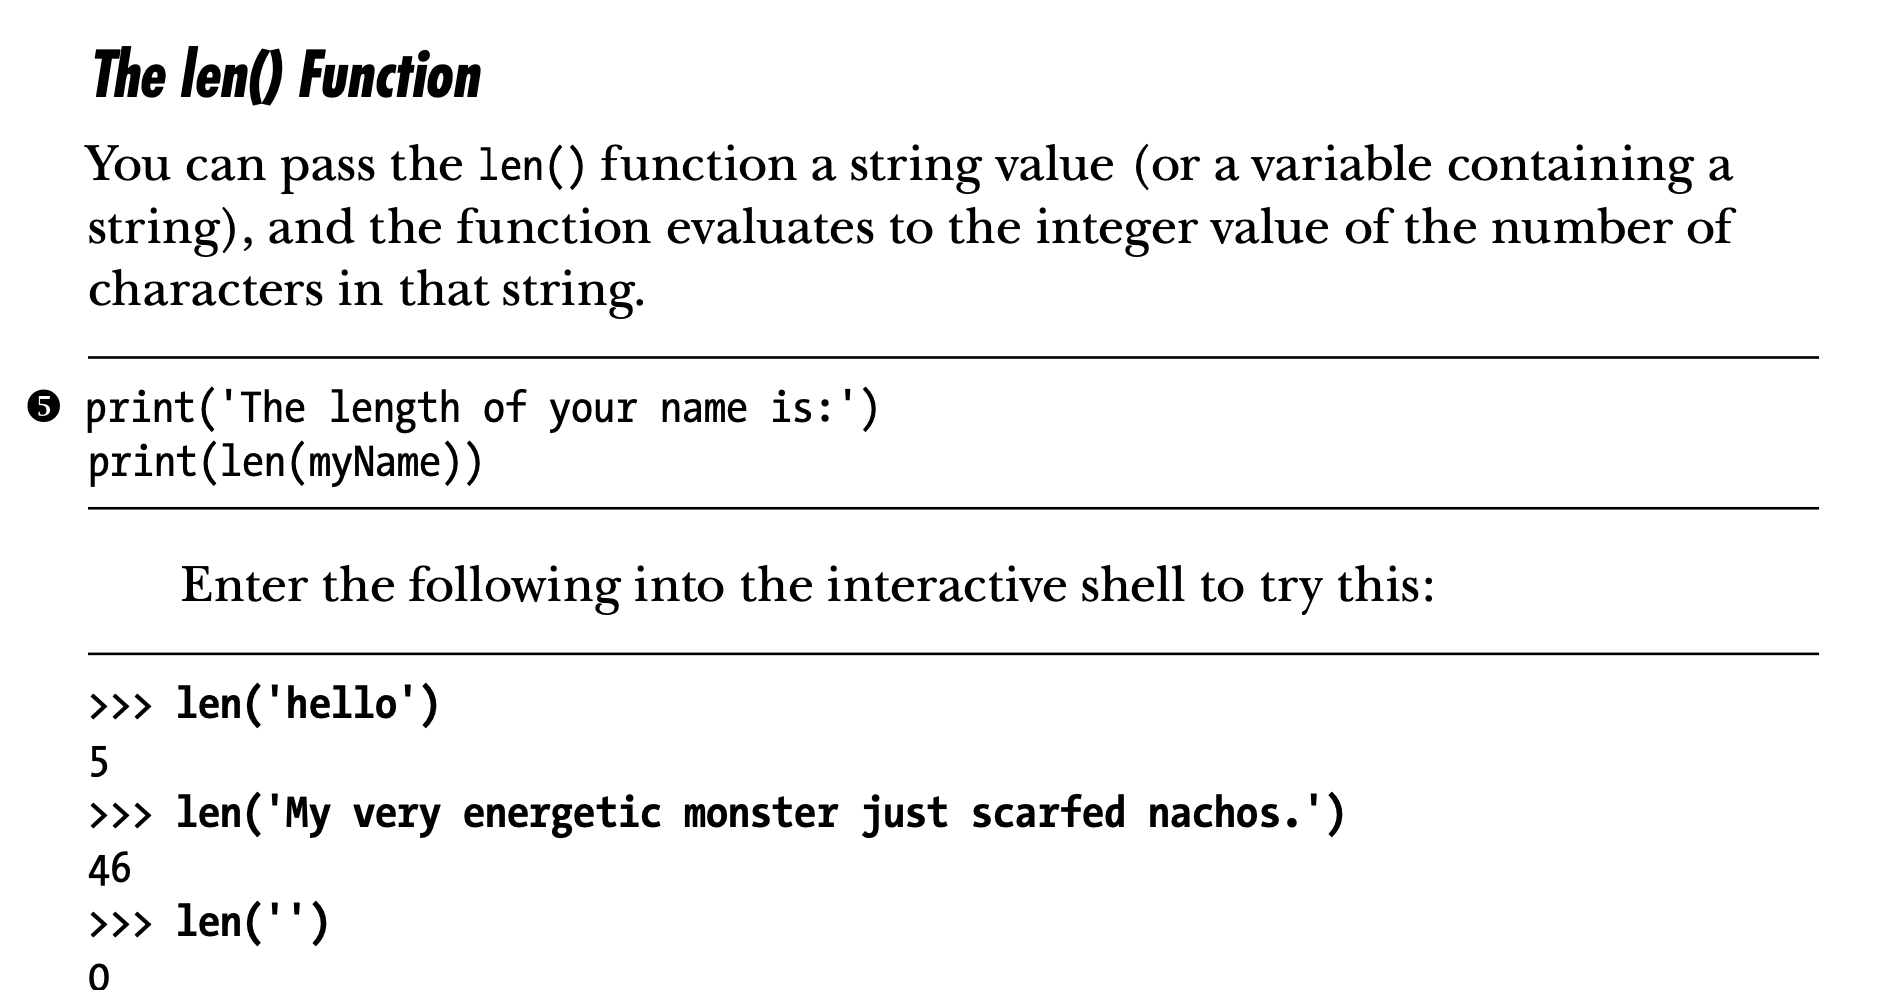 The len() Function
You can pass the len() function a string value (or a variable containing a
string), and the function evaluates to the integer value of the number of
characters in that string.
❺ print('The length of your name is:')
print(len(myName))
Enter the following into the interactive shell to try this:
>>> len('hello')
5
>>> len('My very energetic monster just scarfed nachos.')
46
>>> len('')
0